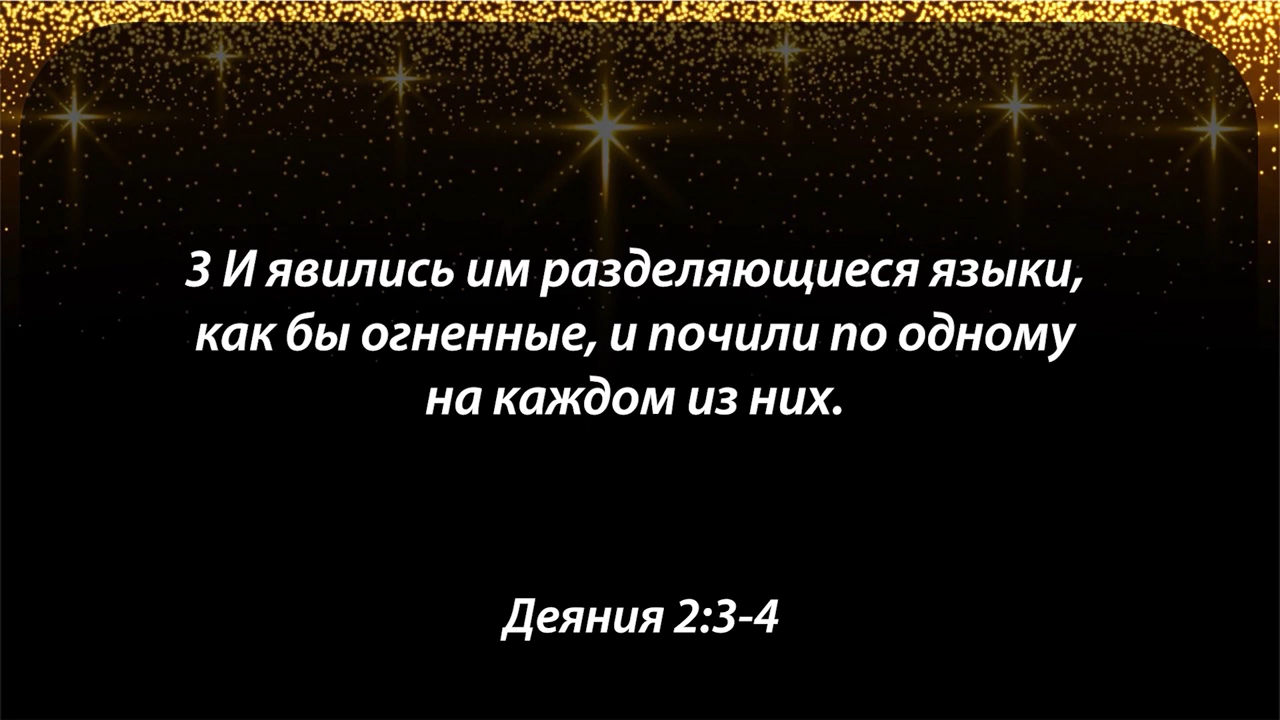 3 И явились им разделяющиеся языки,
как бы огненные, и почили по одному
на каждом из них.
Деяния 2:3-4